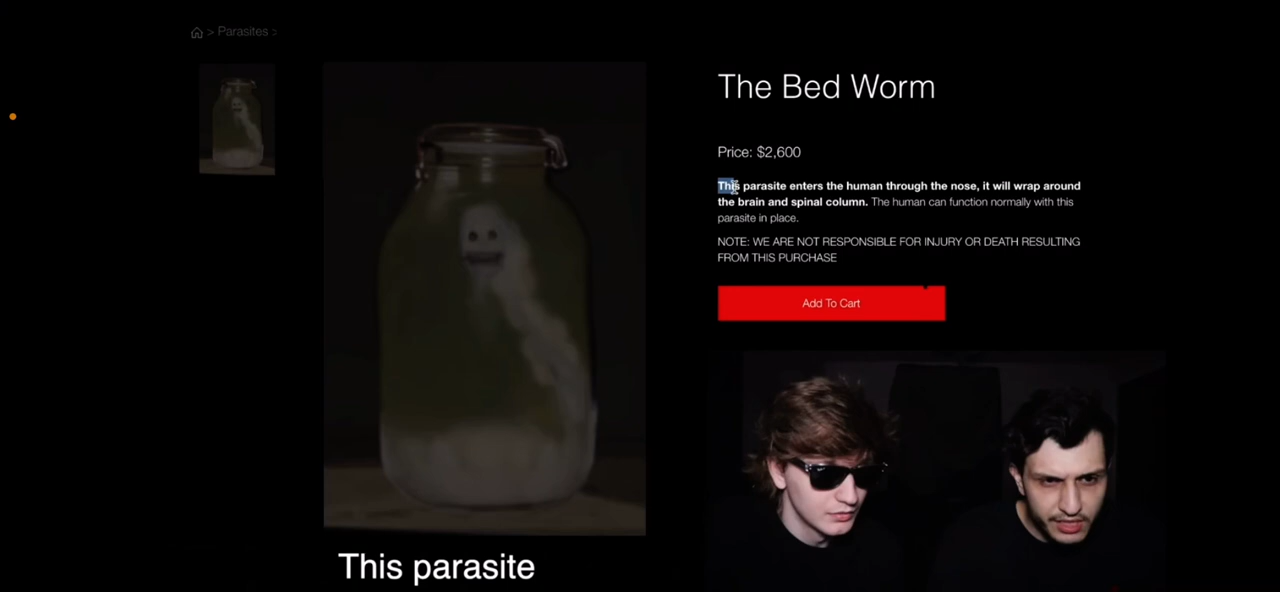 > Parasites >
The Bed Worm
Price: $2,600
This parasite enters the human through the nose, it will wrap around
the brain and spinal column. The human can function normally with this
parasite in place.
NOTE: WE ARE NOT RESPONSIBLE FOR INJURY OR DEATH RESULTING
FROM THIS PURCHASE
Add To Cart
This parasite